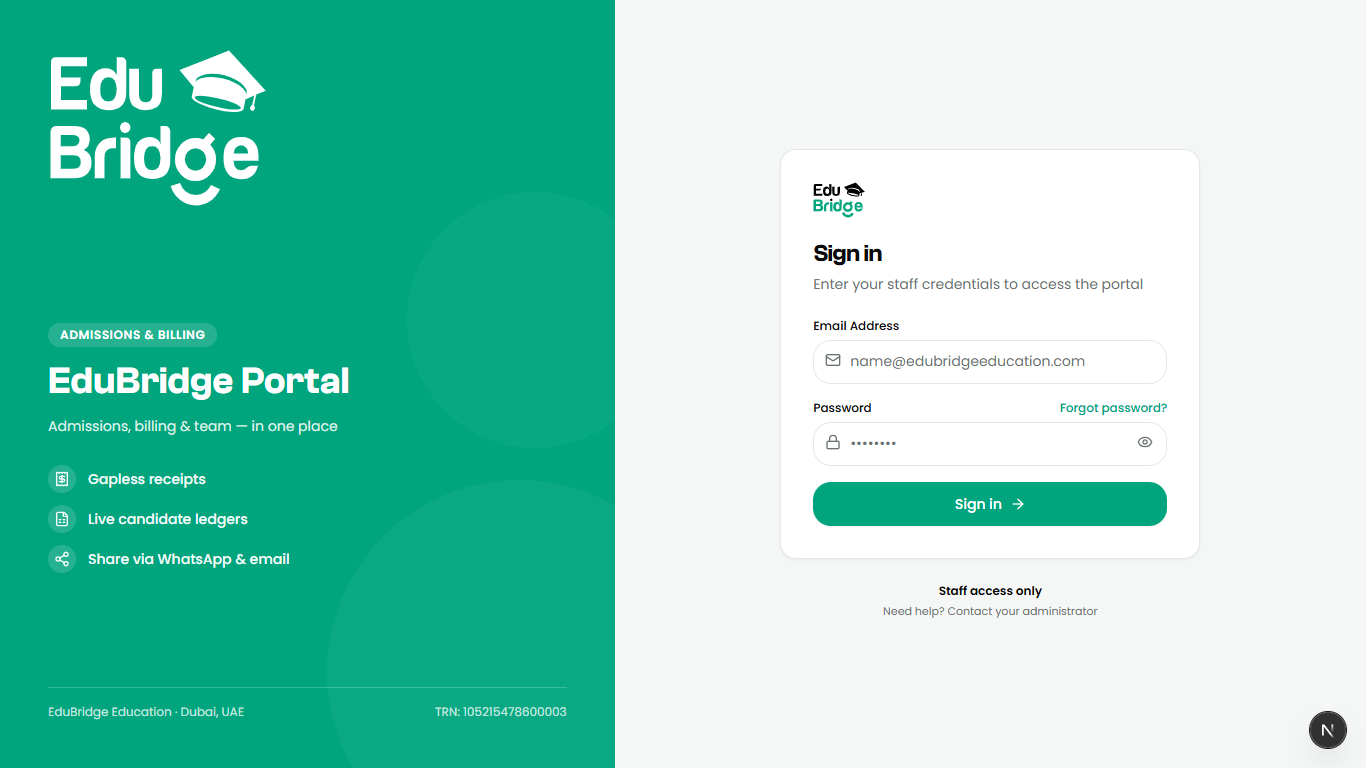 Edu
Bridge
ADMISSIONS & BILLING
EduBridge Portal
Admissions, billing & team — in one place
Gapless receipts
Live candidate ledgers
Share via WhatsApp & email
EduBridge Education · Dubai, UAE
TRN: 105215478600003
Edu
Bridge
Sign in
Enter your staff credentials to access the portal
Email Address
name@edubridgeeducation.com
Password
Forgot password?
••••••••
Sign in →
Staff access only
Need help? Contact your administrator
N